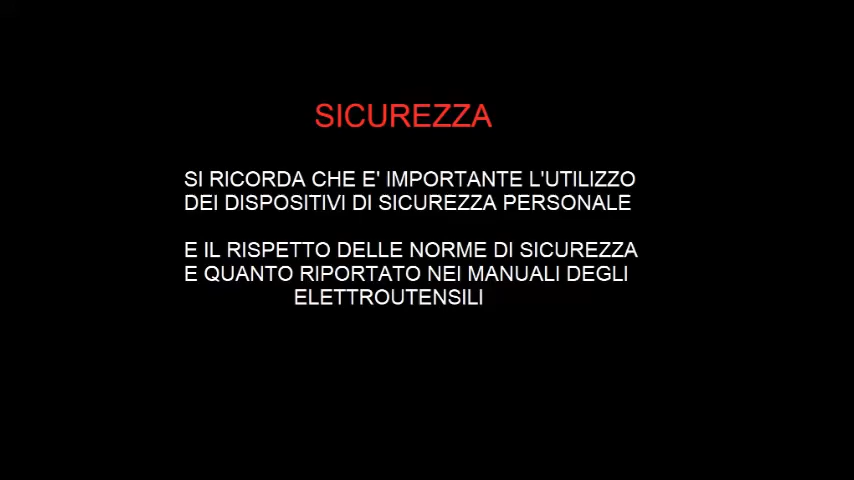 SICUREZZA
SI RICORDA CHE E' IMPORTANTE L'UTILIZZO
DEI DISPOSITIVI DI SICUREZZA PERSONALE
E IL RISPETTO DELLE NORME DI SICUREZZA
E QUANTO RIPORTATO NEI MANUALI DEGLI
ELETTROUTENSILI